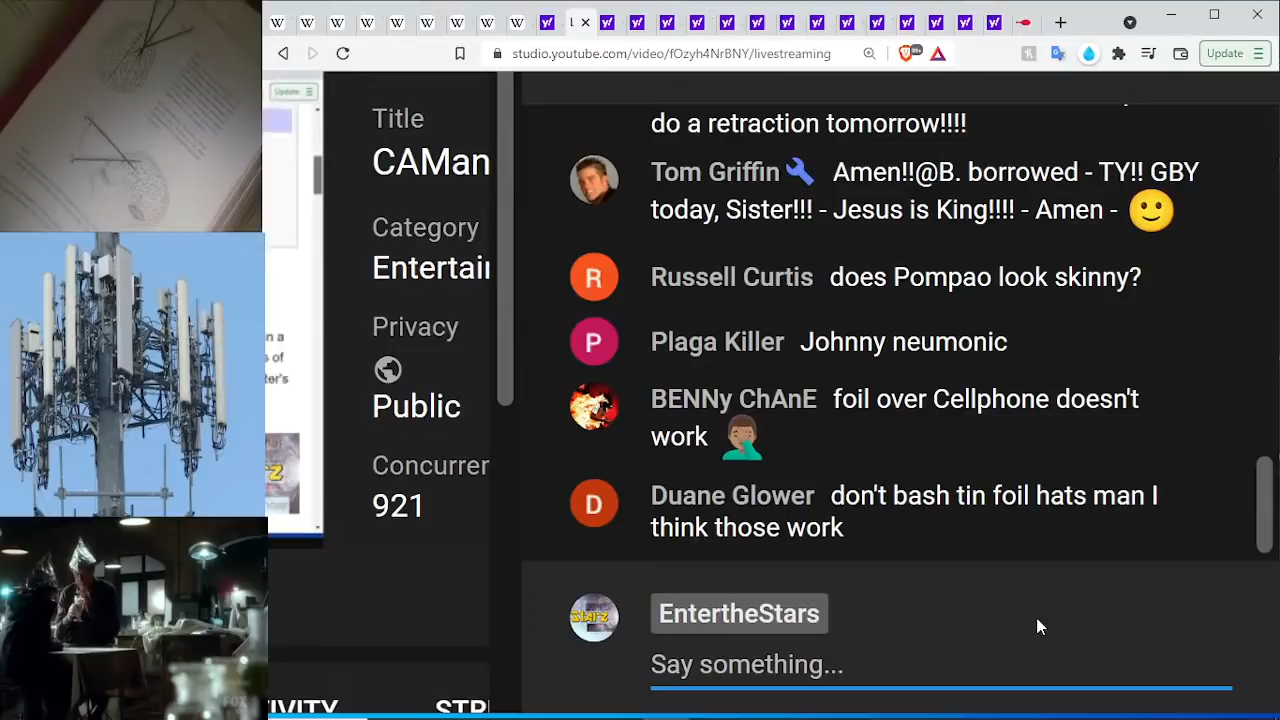 studio.youtube.com/video/fOzyh4NrBNY/livestreaming
Update
Update
Title
CAMan
Category
Entertai
Privacy
Public
Concurrer
921
do a retraction tomorrow!!!!
Tom Griffin Amen!!@B. borrowed - TY!! GBY
today, Sister!!! - Jesus is King!!!! - Amen -
R
Russell Curtis does Pompao look skinny?
P
Plaga Killer Johnny neumonic
BENNy ChAnE foil over Cellphone doesn't
work
D
Duane Glower don't bash tin foil hats man I
think those work
EntertheStars
Say something...